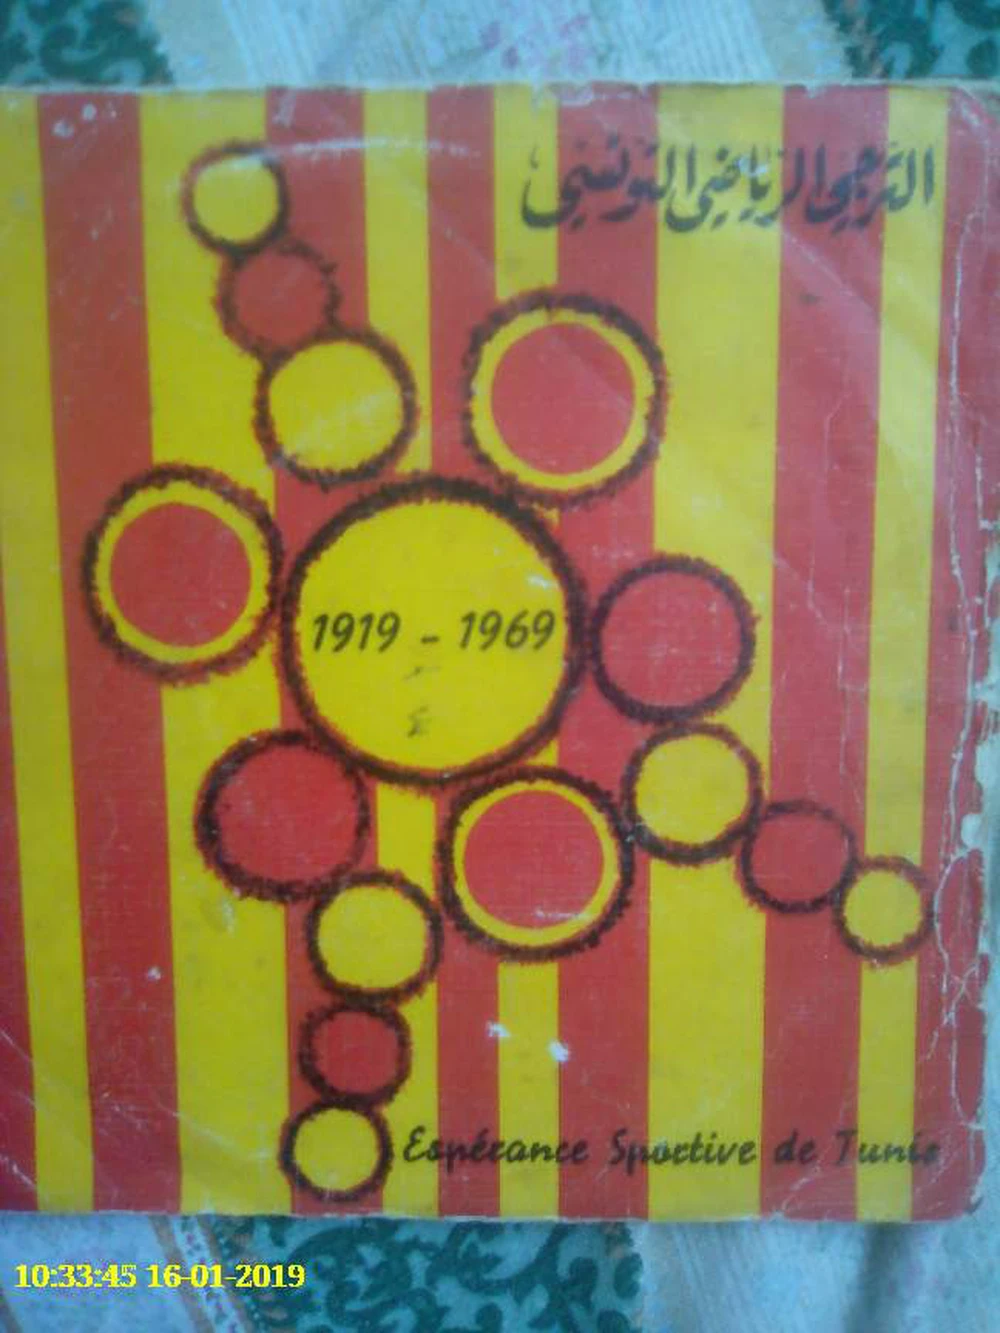 الترجي الرياضي التونسي
1919 - 1969
Espérance Sportive de Tunis
10:33:45 16-01-2019